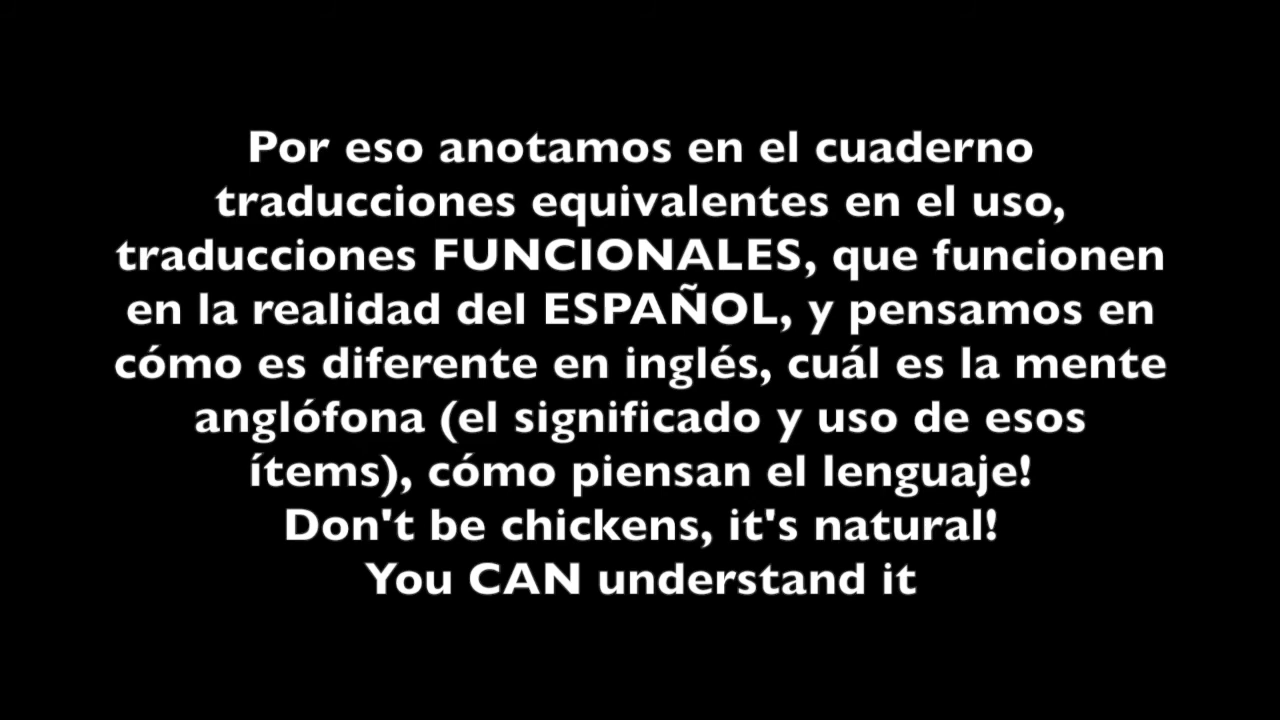 Por eso anotamos en el cuaderno
traducciones equivalentes en el uso,
traducciones FUNCIONALES, que funcionen
en la realidad del ESPAÑOL, y pensamos en
cómo es diferente en inglés, cuál es la mente
anglófona (el significado y uso de esos
ítems), cómo piensan el lenguaje!
Don't be chickens, it's natural!
You CAN understand it